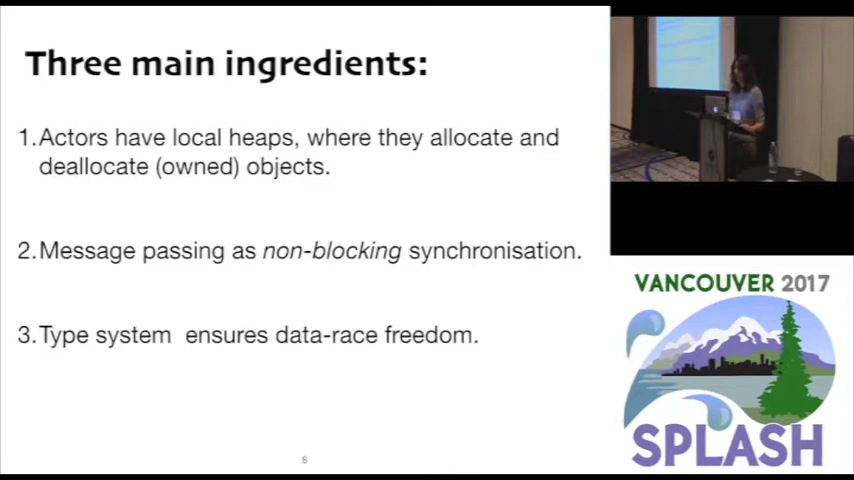 Three main ingredients:
1.Actors have local heaps, where they allocate and
deallocate (owned) objects.
2.Message passing as non-blocking synchronisation.
3.Type system  ensures data-race freedom.
8
VANCOUVER 2017
SPLASH